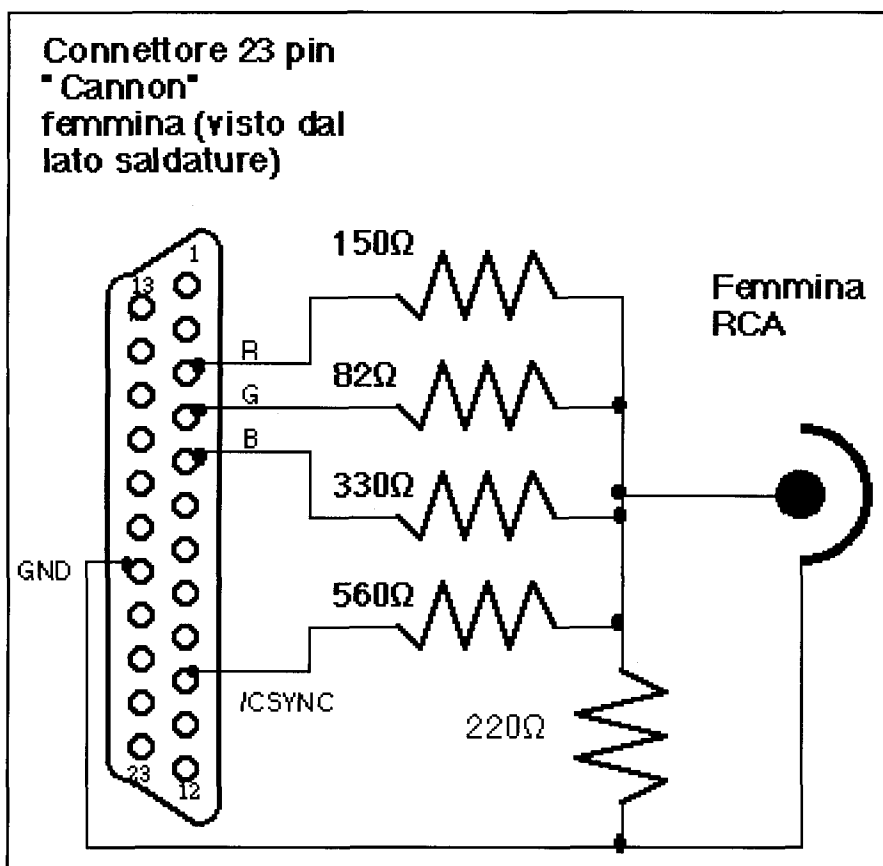 Connettore 23 pin
"Cannon"
femmina (visto dal
lato saldature)
1
13
150Ω
Femmina
RCA
R
82Ω
G
B
330Ω
GND
560Ω
/CSYNC
220Ω
23
12